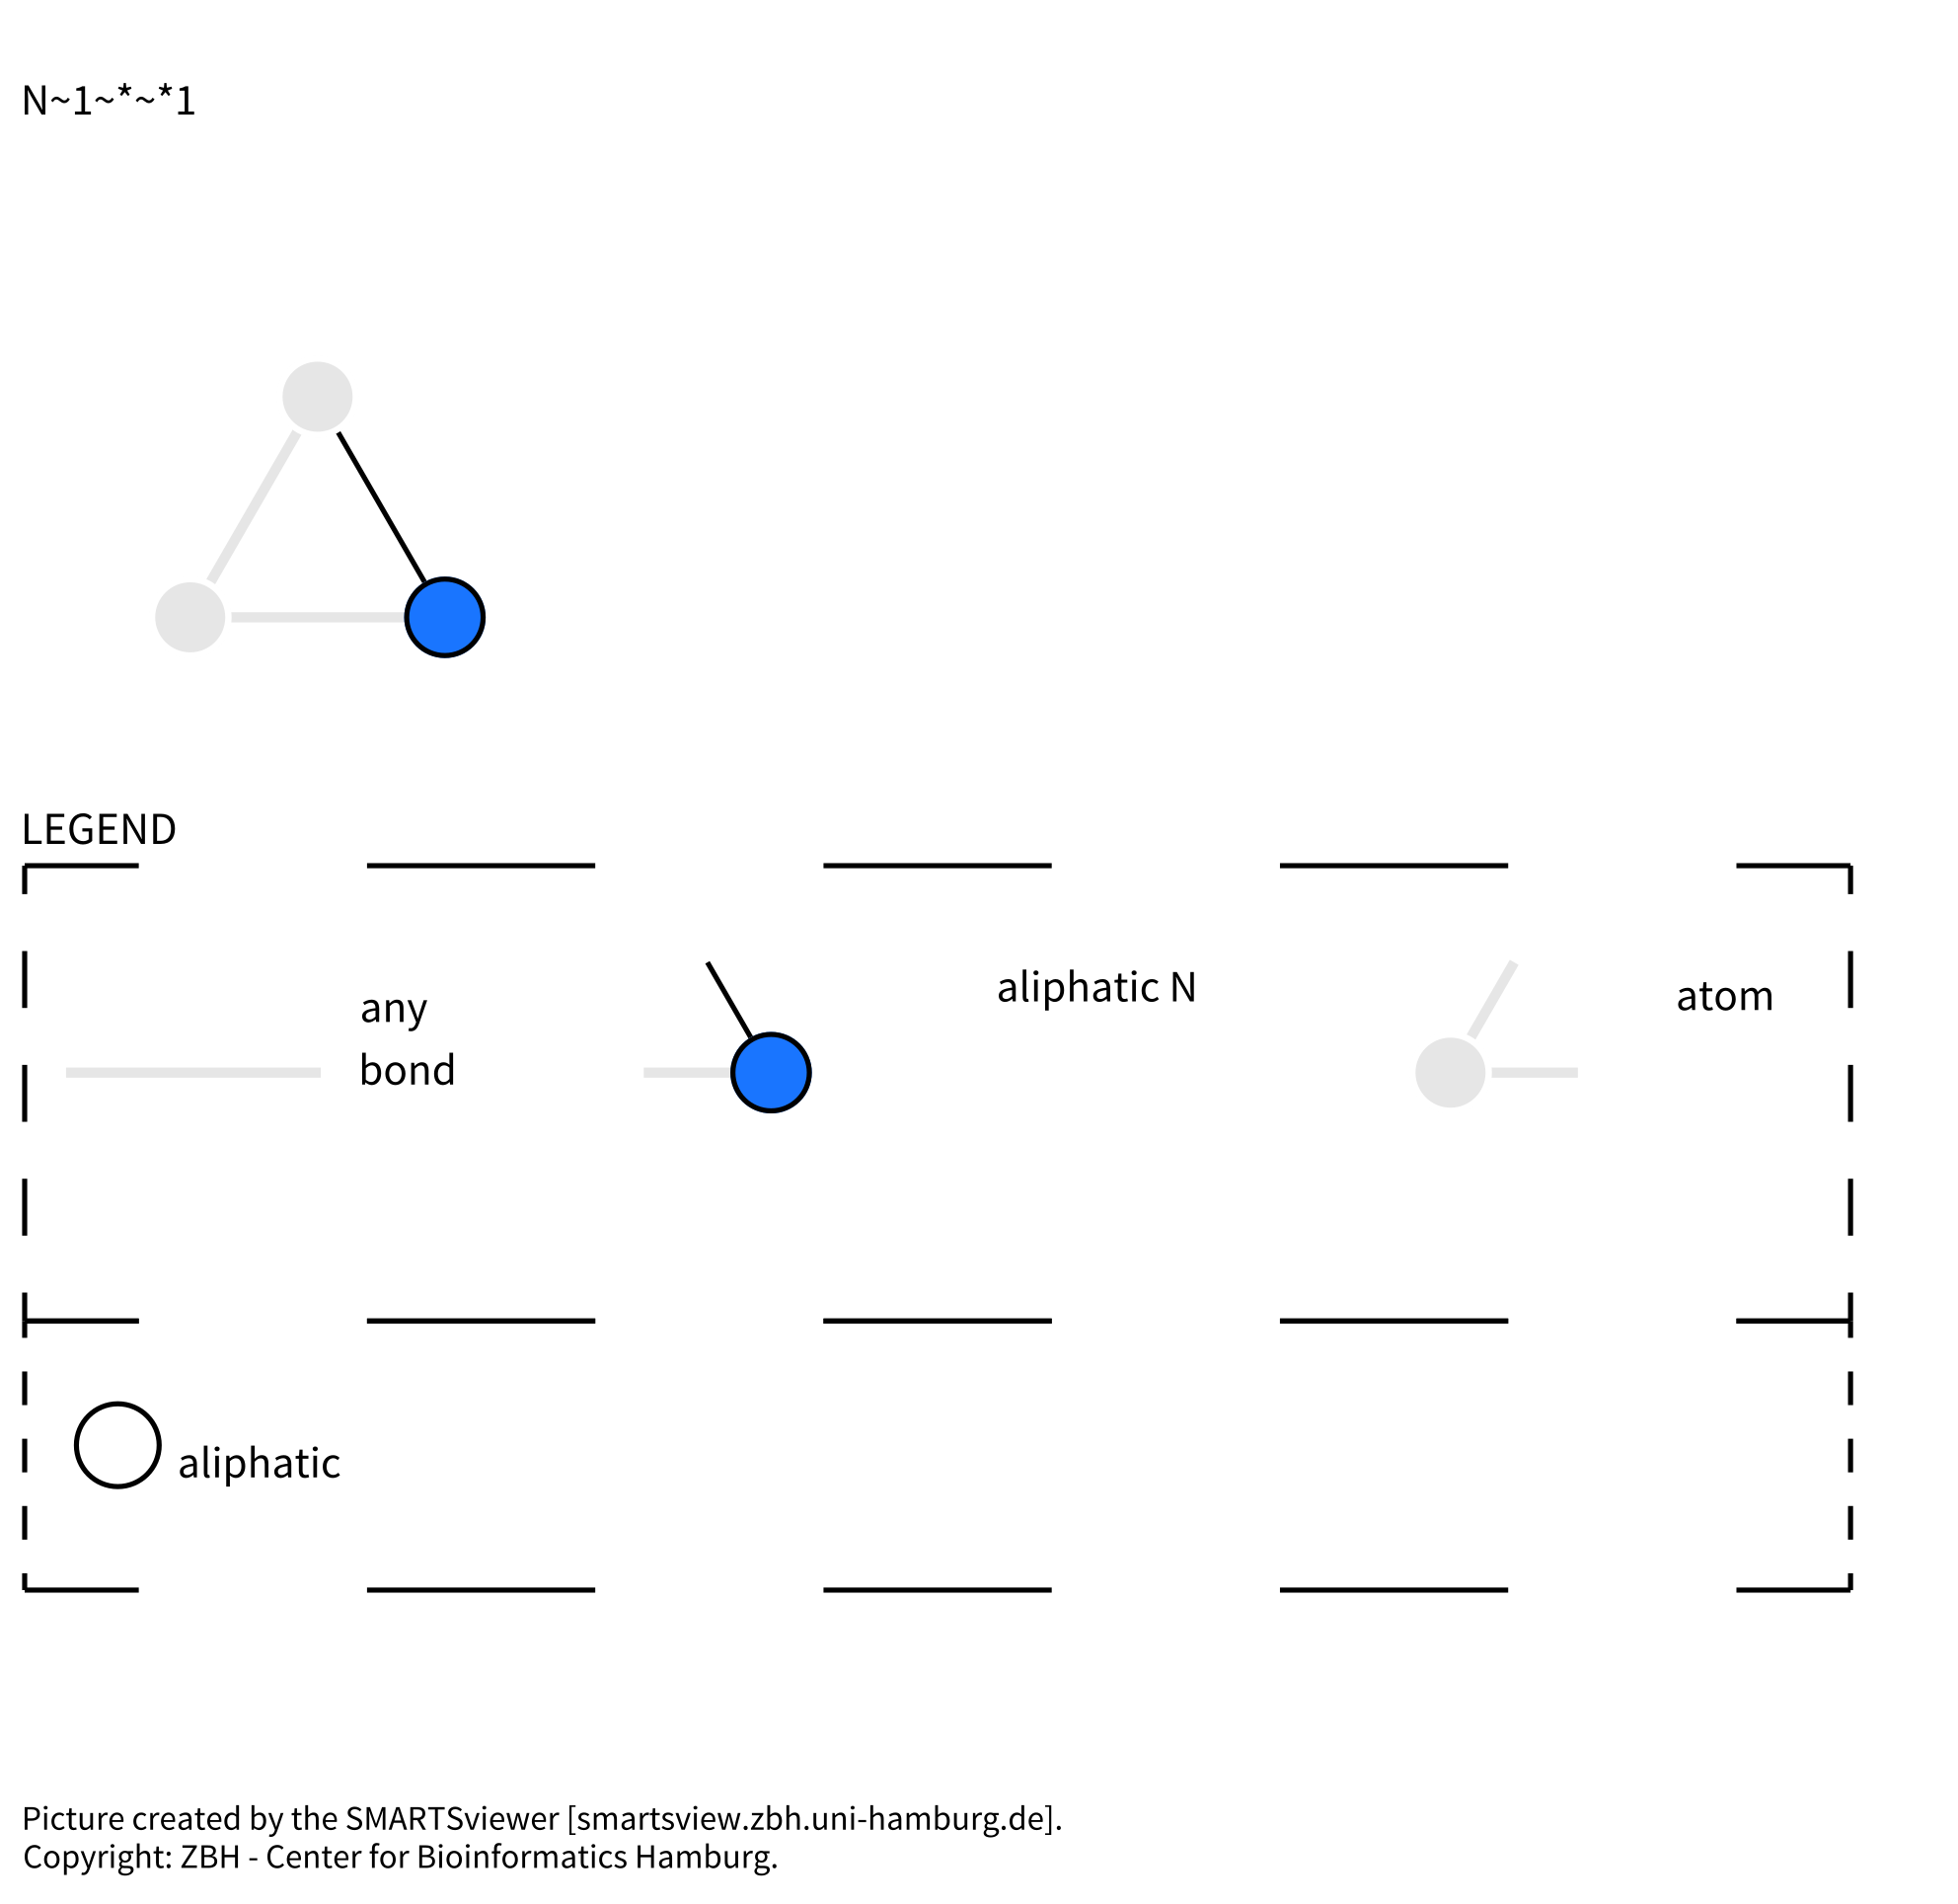 N~1~*~*1
LEGEND
any
bond
aliphatic N
atom
aliphatic
Picture created by the SMARTSviewer [smartsview.zbh.uni-hamburg.de].
Copyright: ZBH - Center for Bioinformatics Hamburg.